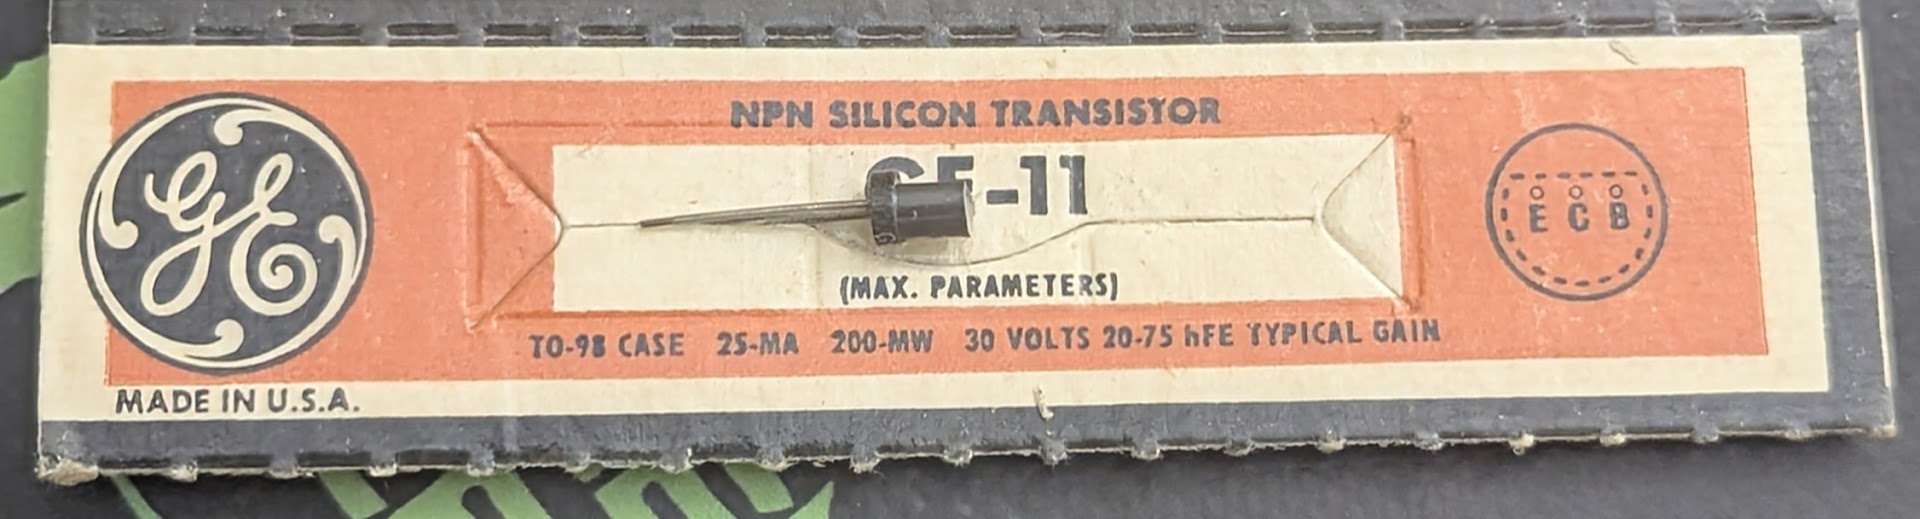 NPN SILICON TRANSISTOR
GE
GE-11
(MAX. PARAMETERS)
E C B
TO-98 CASE 25-MA 200-MW 30 VOLTS 20-75 hFE TYPICAL GAIN
MADE IN U.S.A.